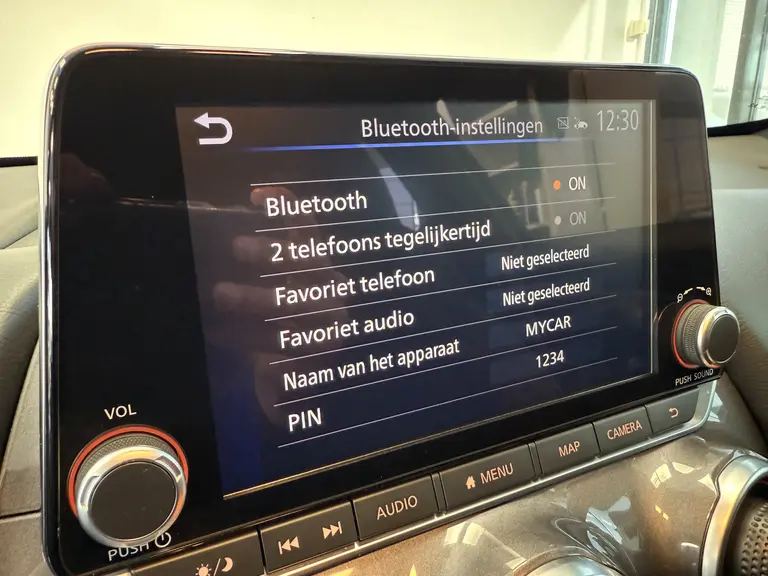 Bluetooth-instellingen 12:30
Bluetooth ON
2 telefoons tegelijkertijd ON
Favoriet telefoon Niet geselecteerd
Favoriet audio Niet geselecteerd
Naam van het apparaat MYCAR
PIN 1234
VOL
PUSH
PUSH SOUND
AUDIO
MENU
MAP
CAMERA